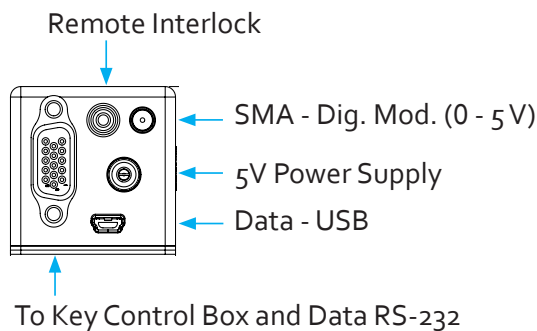 Remote Interlock
SMA - Dig. Mod. (0 - 5 V)
5V Power Supply
Data - USB
To Key Control Box and Data RS-232